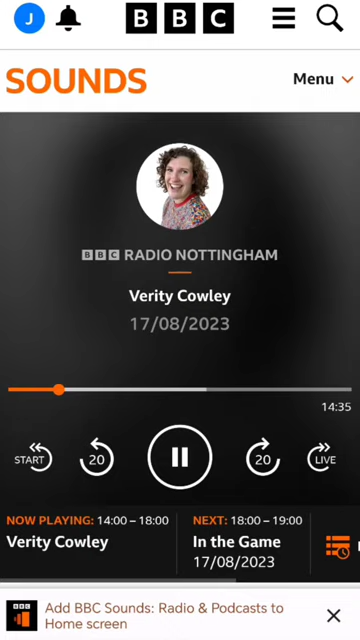 J
BBC
SOUNDS
Menu
BBC RADIO NOTTINGHAM
Verity Cowley
17/08/2023
14:35
START
20
20
LIVE
NOW PLAYING: 14:00 – 18:00
Verity Cowley
NEXT: 18:00 – 19:00
In the Game
17/08/2023
BBC
Add BBC Sounds: Radio & Podcasts to
Home screen